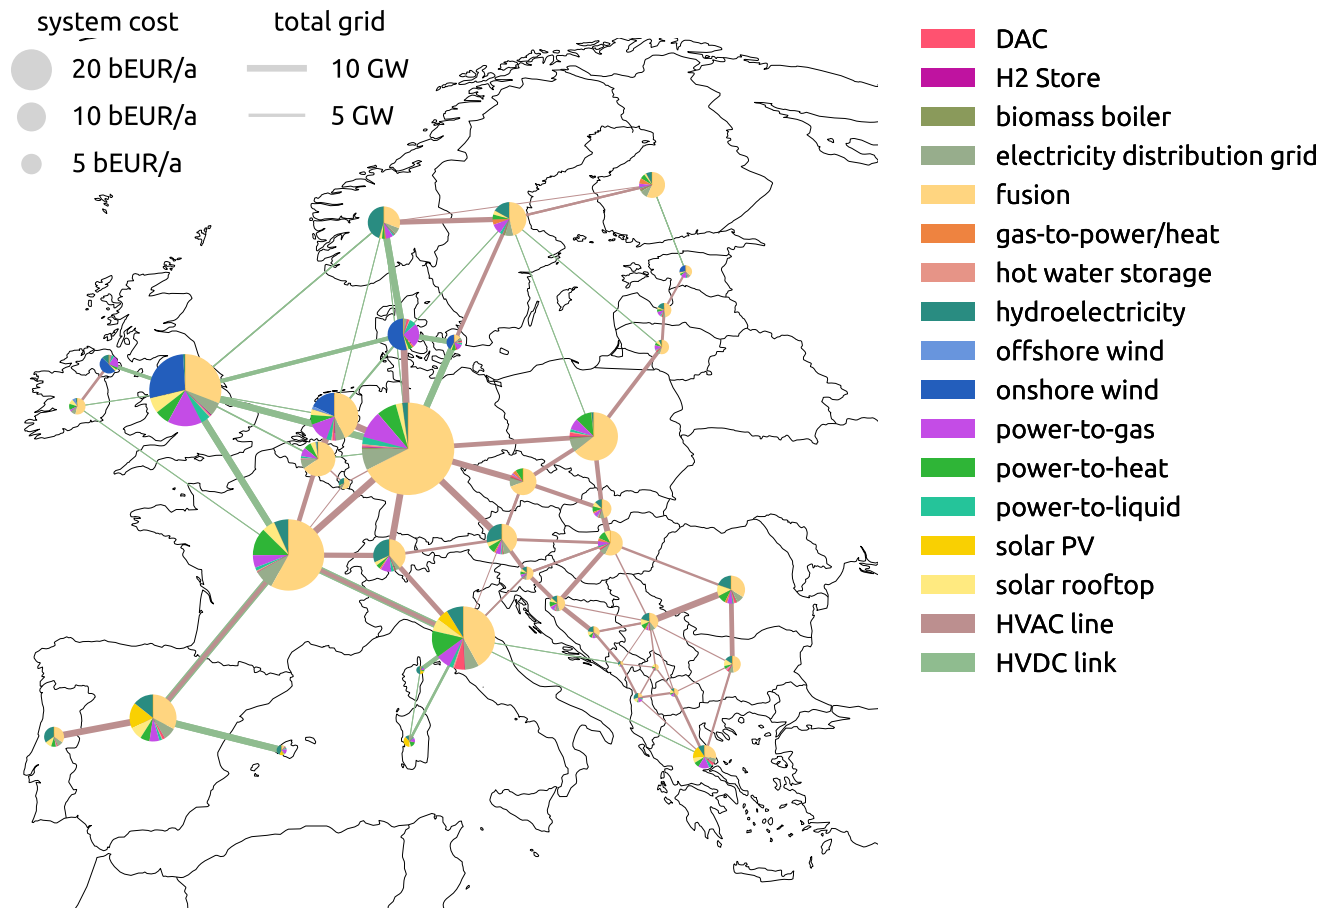 system cost
20 bEUR/a
10 bEUR/a
5 bEUR/a
total grid
10 GW
5 GW
DAC
H2 Store
biomass boiler
electricity distribution grid
fusion
gas-to-power/heat
hot water storage
hydroelectricity
offshore wind
onshore wind
power-to-gas
power-to-heat
power-to-liquid
solar PV
solar rooftop
HVAC line
HVDC link